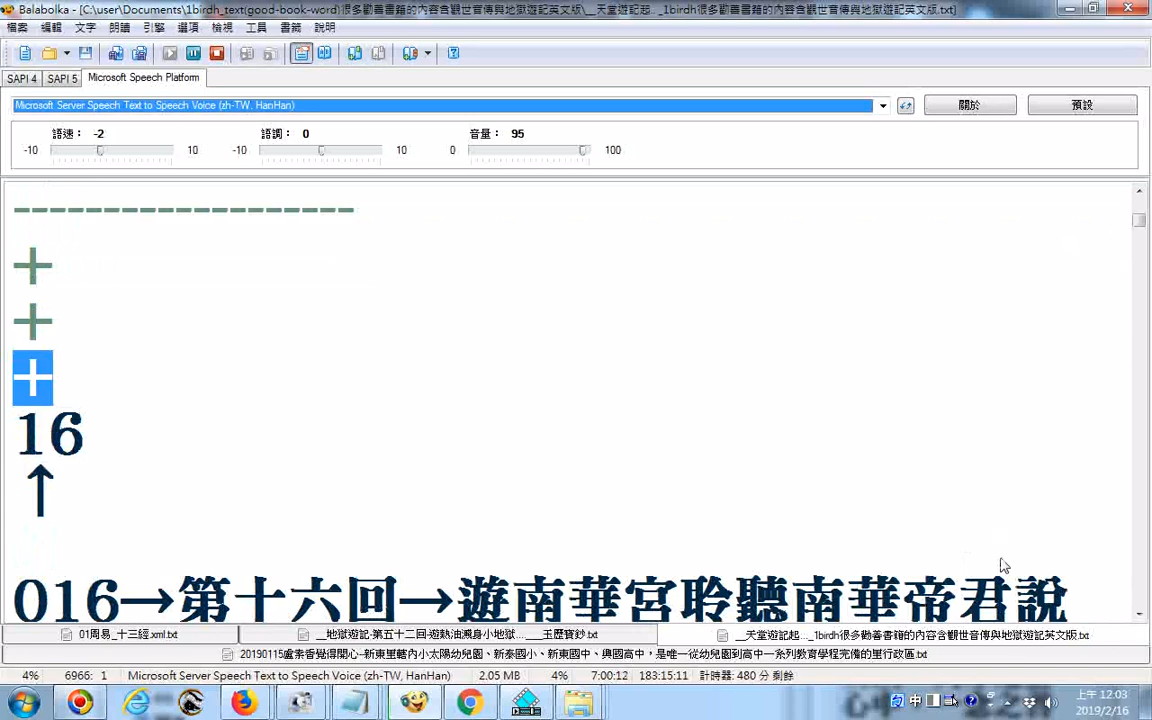 Balabolka - [C:\user\Documents\1birdh_text(good-book-word)\很多勸善書籍的內容含觀世音傳與地獄遊記英文版\__天堂遊記起..._1birdh很多勸善書籍的內容含觀世音傳與地獄遊記英文版.txt]
檔案 編輯 文字 朗讀 引擎 選項 檢視 工具 書籤 說明
SAPI 4 SAPI 5 Microsoft Speech Platform
Microsoft Server Speech Text to Speech Voice (zh-TW, HanHan) 關於 預設
語速： -2 語調： 0 音量： 95
-10 10 -10 10 0 100
-------------------
+
+
+
16
↑
016→第十六回→遊南華宮聆聽南華帝君說
01周易_十三經.xml.txt __地獄遊記-第五十二回-遊熱油濺身小地獄...___玉歷寶鈔.txt __天堂遊記起..._1birdh很多勸善書籍的內容含觀世音傳與地獄遊記英文版.txt
20190115盧素香覺得開心~新東里轄內小太陽幼兒園、新泰國小、新東國中、興國高中，是唯一從幼兒園到高中一系列教育學程完備的里行政區.txt
4% 6966: 1 Microsoft Server Speech Text to Speech Voice (zh-TW, HanHan) 2.05 MB 4% 7:00:12 183:15:11 計時器: 480 分 剩餘
中 上午 12:03
2019/2/16